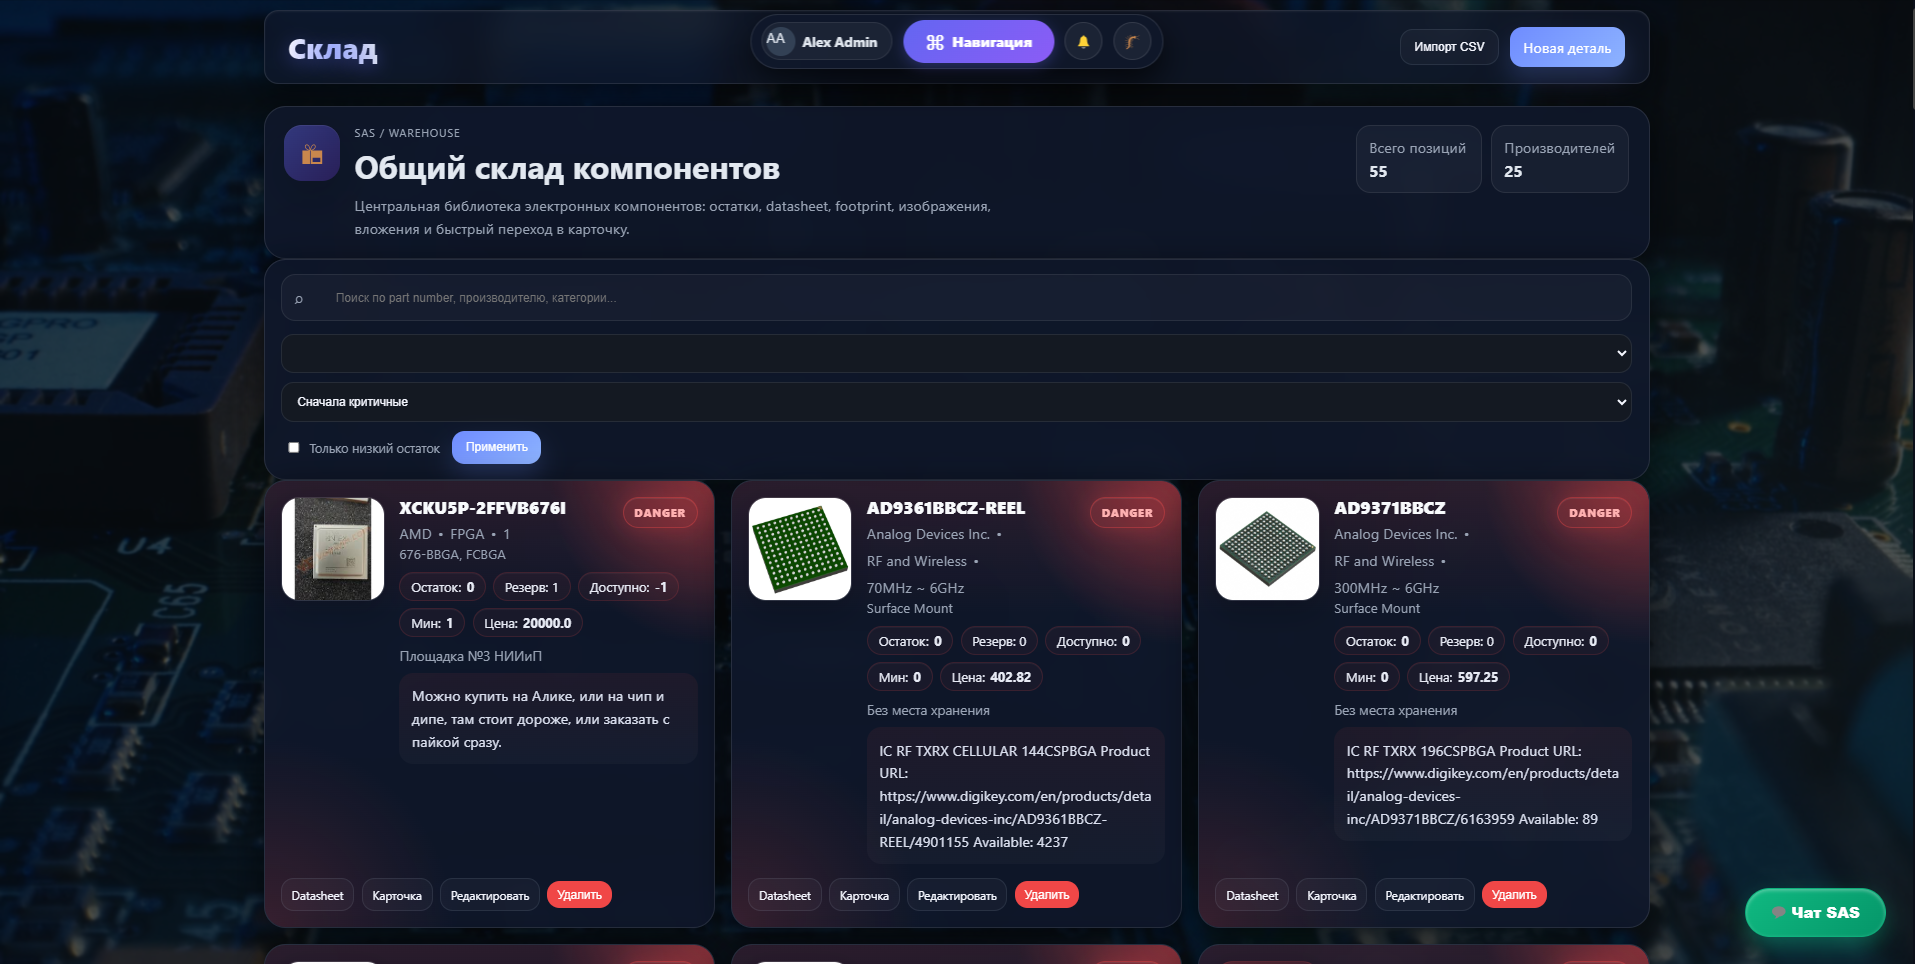 Склад
AA Alex Admin
⌘ Навигация
Импорт CSV
Новая деталь
SAS / WAREHOUSE
Общий склад компонентов
Центральная библиотека электронных компонентов: остатки, datasheet, footprint, изображения,
вложения и быстрый переход в карточку.
Всего позиций
55
Производителей
25
Поиск по part number, производителю, категории...
Сначала критичные
Только низкий остаток
Применить
XCKU5P-2FFVB676I
DANGER
AMD • FPGA • 1
676-BBGA, FCBGA
Остаток: 0 Резерв: 1 Доступно: -1
Мин: 1 Цена: 20000.0
Площадка №3 НИИиП
Можно купить на Алике, или на чип и
дипе, там стоит дороже, или заказать с
пайкой сразу.
Datasheet Карточка Редактировать Удалить
AD9361BBCZ-REEL
DANGER
Analog Devices Inc. •
RF and Wireless •
70MHz ~ 6GHz
Surface Mount
Остаток: 0 Резерв: 0 Доступно: 0
Мин: 0 Цена: 402.82
Без места хранения
IC RF TXRX CELLULAR 144CSPBGA Product
URL:
https://www.digikey.com/en/products/deta
il/analog-devices-inc/AD9361BBCZ-
REEL/4901155 Available: 4237
Datasheet Карточка Редактировать Удалить
AD9371BBCZ
DANGER
Analog Devices Inc. •
RF and Wireless •
300MHz ~ 6GHz
Surface Mount
Остаток: 0 Резерв: 0 Доступно: 0
Мин: 0 Цена: 597.25
Без места хранения
IC RF TXRX 196CSPBGA Product URL:
https://www.digikey.com/en/products/deta
il/analog-devices-
inc/AD9371BBCZ/6163959 Available: 89
Datasheet Карточка Редактировать Удалить
Чат SAS
U4
C65